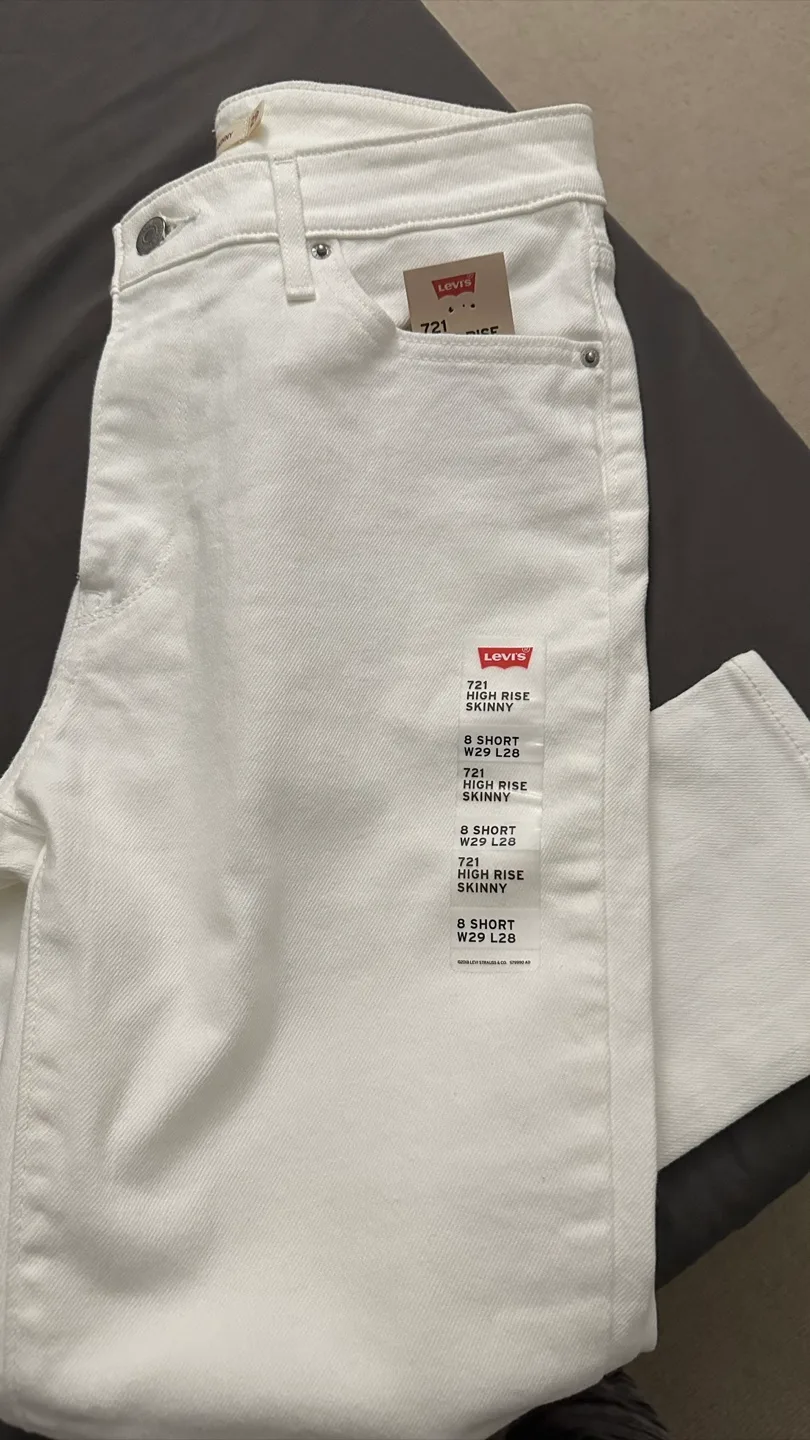 LEVI'S
721
LEVI'S®
721
HIGH RISE
SKINNY
8 SHORT
W29 L28
721
HIGH RISE
SKINNY
8 SHORT
W29 L28
721
HIGH RISE
SKINNY
8 SHORT
W29 L28